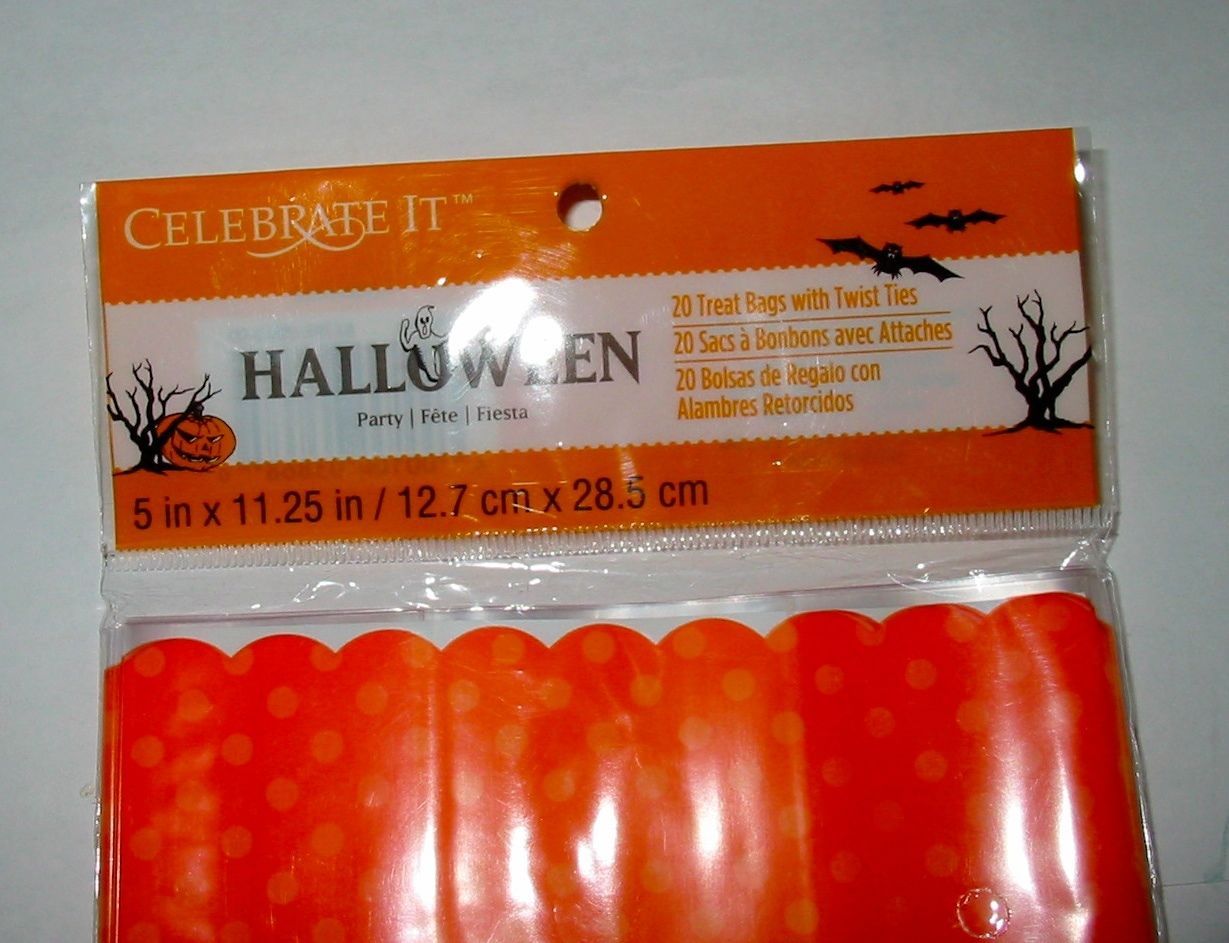 CELEBRATE IT™
HALLOWEEN
Party | Fête | Fiesta
20 Treat Bags with Twist Ties
20 Sacs à Bonbons avec Attaches
20 Bolsas de Regalo con
Alambres Retorcidos
5 in x 11.25 in / 12.7 cm x 28.5 cm